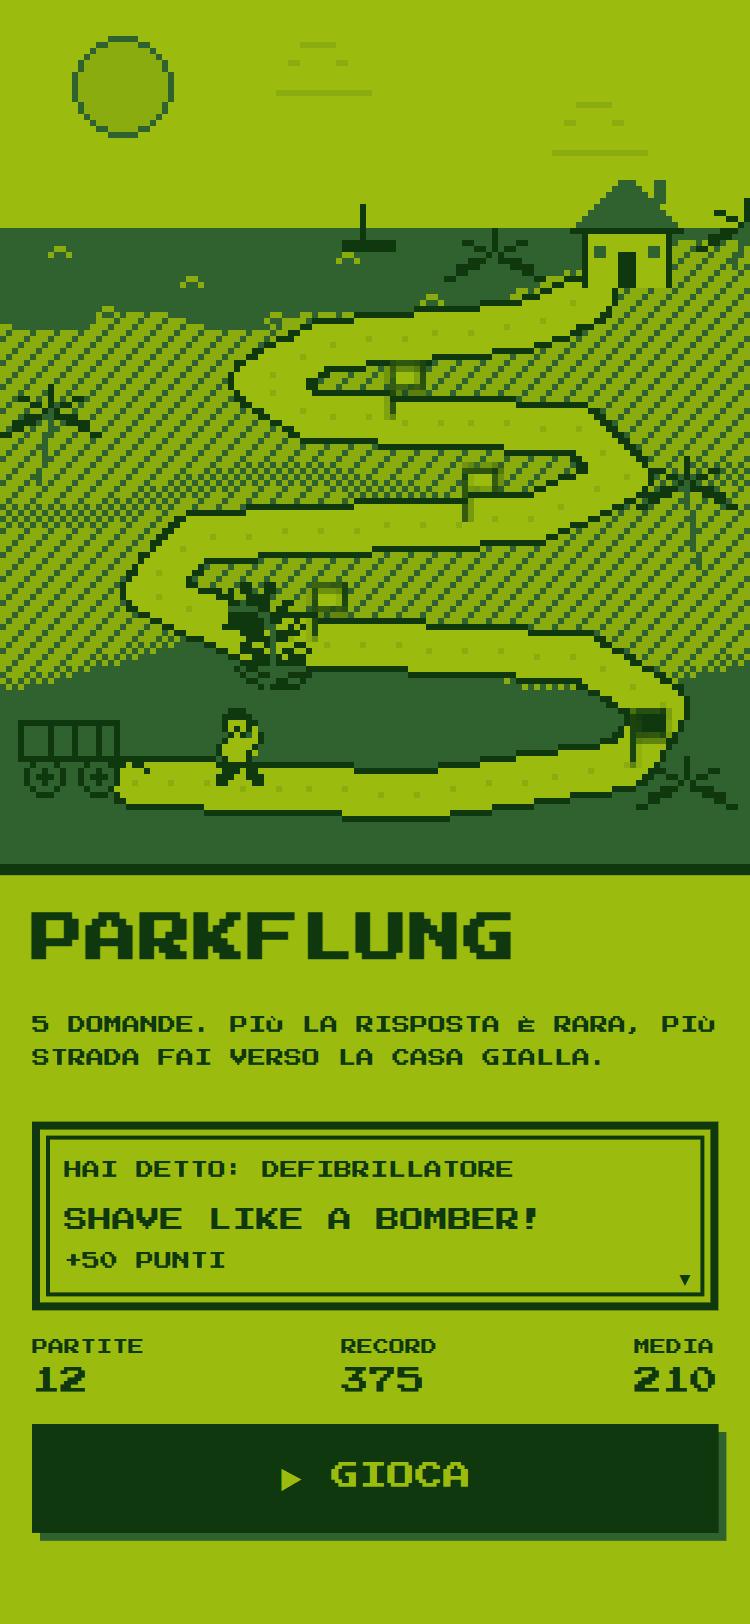 PARKFLUNG
5 DOMANDE. PIù LA RISPOSTA è RARA, PIù
STRADA FAI VERSO LA CASA GIALLA.
HAI DETTO: DEFIBRILLATORE
SHAVE LIKE A BOMBER!
+50 PUNTI
▼
PARTITE RECORD MEDIA
12 375 210
▶ GIOCA